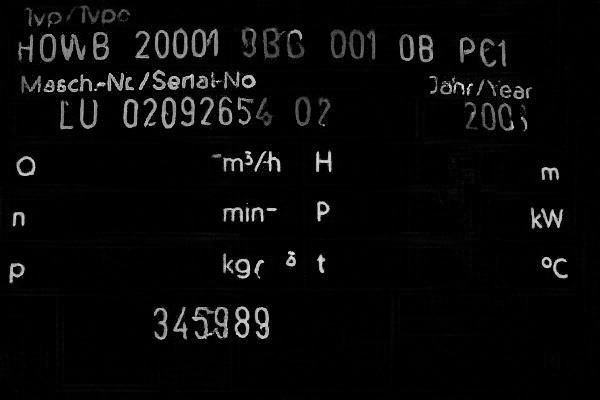 Typ/Type
HOWB 20001 001 0B PC1
Masch.-Nr./Serial-No Jahr/Year
LU 02092654 02
Q m³/h H m
n min- P kW
p t °C
345989